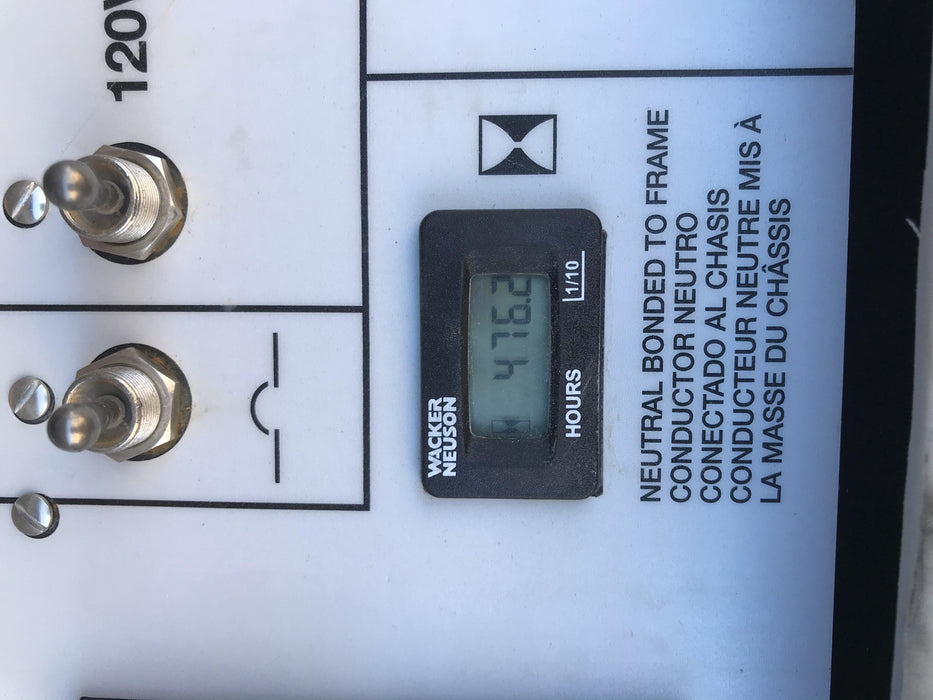 120V
WACKER
NEUSON
476.2
HOURS 1/10
NEUTRAL BONDED TO FRAME
CONDUCTOR NEUTRO
CONECTADO AL CHASIS
CONDUCTEUR NEUTRE MIS À
LA MASSE DU CHÂSSIS